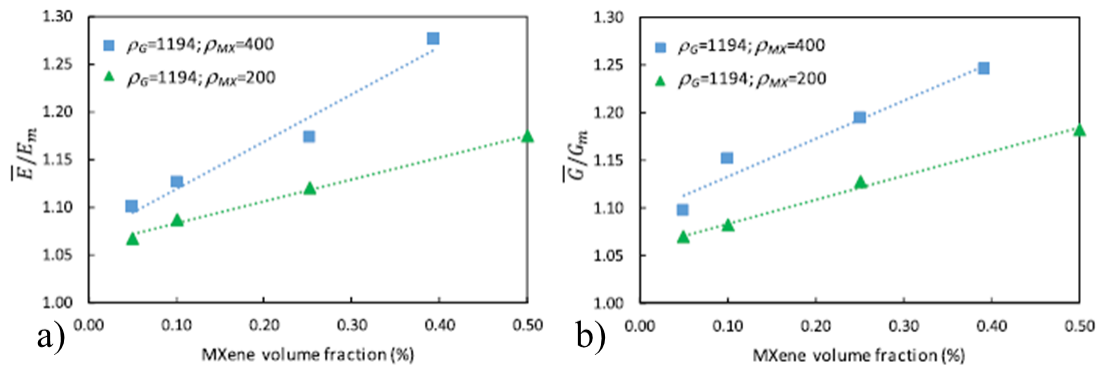 1.30
1.25
1.20
1.15
1.10
1.05
1.00
E̅/Eₘ
ρG=1194; ρMX=400
ρG=1194; ρMX=200
0.00 0.10 0.20 0.30 0.40 0.50
MXene volume fraction (%)
a)
1.30
1.25
1.20
1.15
1.10
1.05
1.00
G̅/Gₘ
ρG=1194; ρMX=400
ρG=1194; ρMX=200
0.00 0.10 0.20 0.30 0.40 0.50
MXene volume fraction (%)
b)